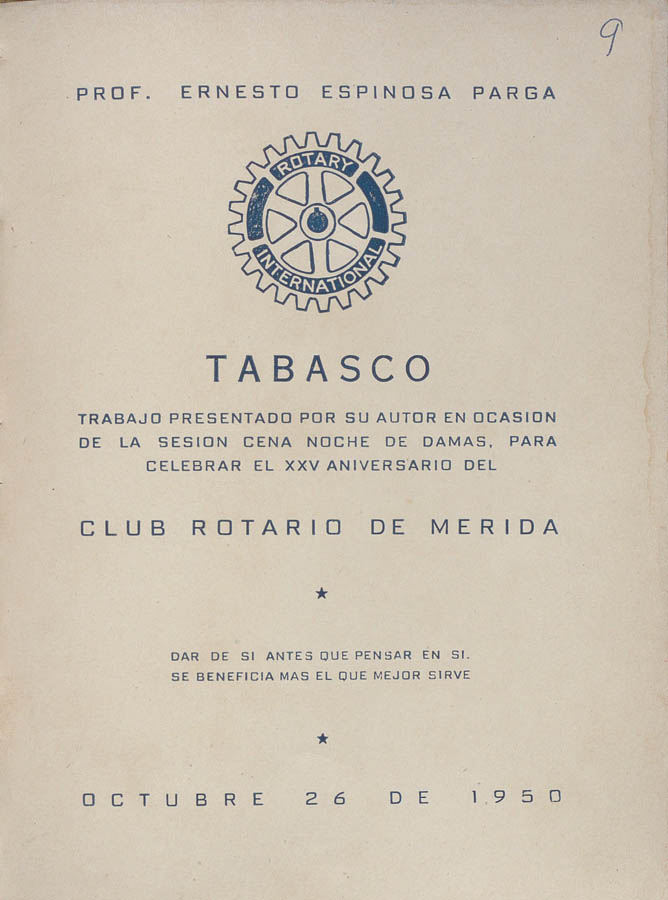 9
PROF. ERNESTO ESPINOSA PARGA
ROTARY
INTERNATIONAL
TABASCO
TRABAJO PRESENTADO POR SU AUTOR EN OCASION
DE LA SESION CENA NOCHE DE DAMAS, PARA
CELEBRAR EL XXV ANIVERSARIO DEL
CLUB ROTARIO DE MERIDA
DAR DE SI ANTES QUE PENSAR EN SI.
SE BENEFICIA MAS EL QUE MEJOR SIRVE
OCTUBRE 26 DE 1950